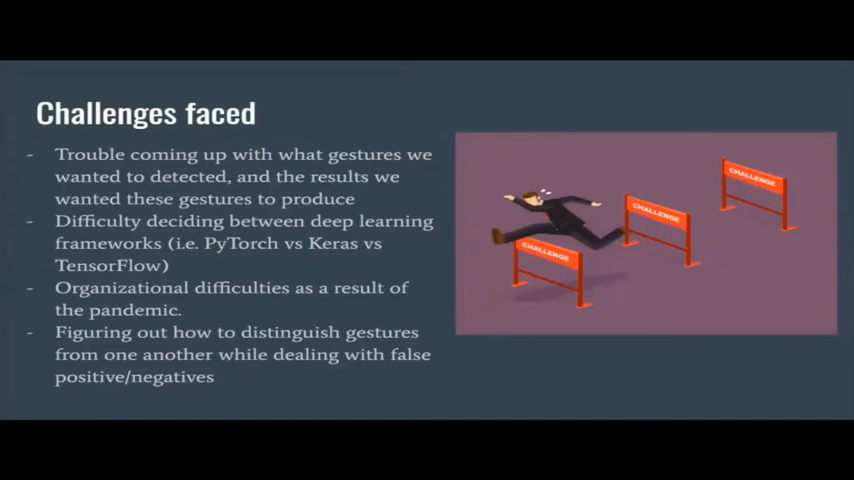 Challenges faced
- Trouble coming up with what gestures we
wanted to detected, and the results we
wanted these gestures to produce
- Difficulty deciding between deep learning
frameworks (i.e. PyTorch vs Keras vs
TensorFlow)
- Organizational difficulties as a result of
the pandemic.
- Figuring out how to distinguish gestures
from one another while dealing with false
positive/negatives
CHALLENGE
CHALLENGE
CHALLENGE